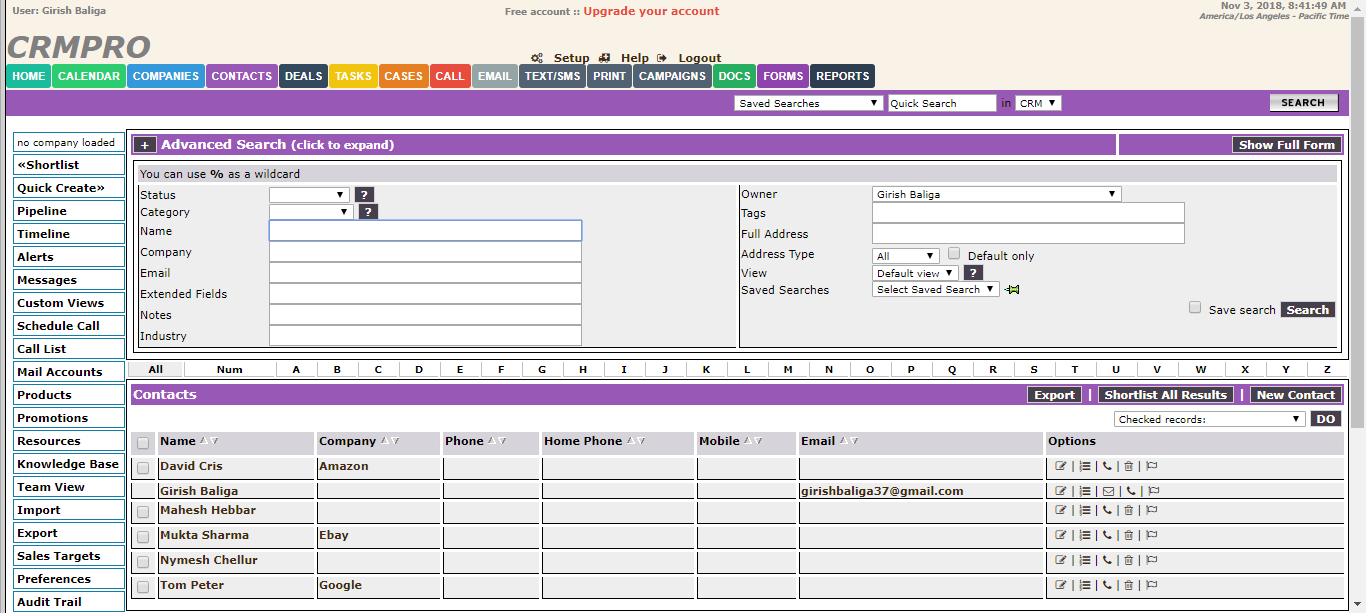 User: Girish Baliga
Free account :: Upgrade your account
Nov 3, 2018, 8:41:49 AM
America/Los Angeles - Pacific Time
CRMPRO
Setup Help Logout
HOME CALENDAR COMPANIES CONTACTS DEALS TASKS CASES CALL EMAIL TEXT/SMS PRINT CAMPAIGNS DOCS FORMS REPORTS
Saved Searches Quick Search in CRM SEARCH
no company loaded
«Shortlist
Quick Create»
Pipeline
Timeline
Alerts
Messages
Custom Views
Schedule Call
Call List
Mail Accounts
Products
Promotions
Resources
Knowledge Base
Team View
Import
Export
Sales Targets
Preferences
Audit Trail
+ Advanced Search (click to expand) Show Full Form
You can use % as a wildcard
Status ?
Category ?
Name
Company
Email
Extended Fields
Notes
Industry
Owner Girish Baliga
Tags
Full Address
Address Type All Default only
View Default view ?
Saved Searches Select Saved Search
Save search Search
All Num A B C D E F G H I J K L M N O P Q R S T U V W X Y Z
Contacts Export | Shortlist All Results | New Contact
Checked records: DO
Name Company Phone Home Phone Mobile Email Options
David Cris Amazon
Girish Baliga girishbaliga37@gmail.com
Mahesh Hebbar
Mukta Sharma Ebay
Nymesh Chellur
Tom Peter Google